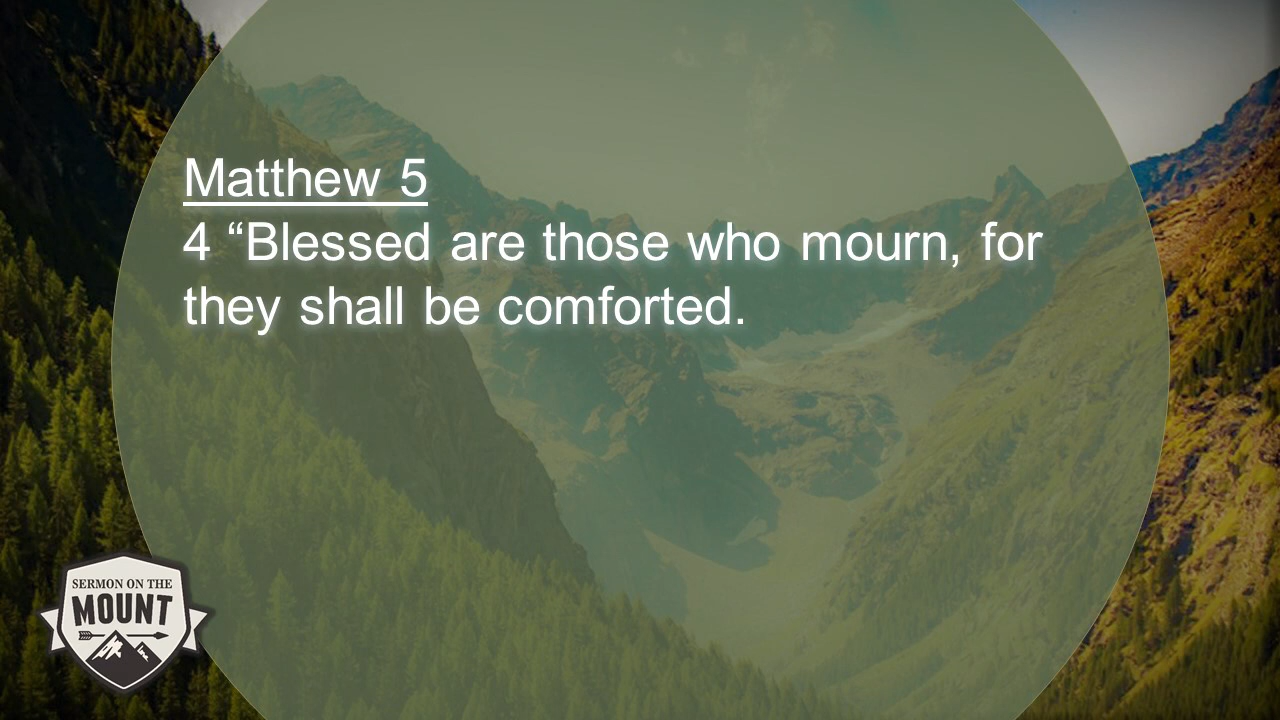 Matthew 5
4 “Blessed are those who mourn, for
they shall be comforted.
SERMON ON THE
MOUNT